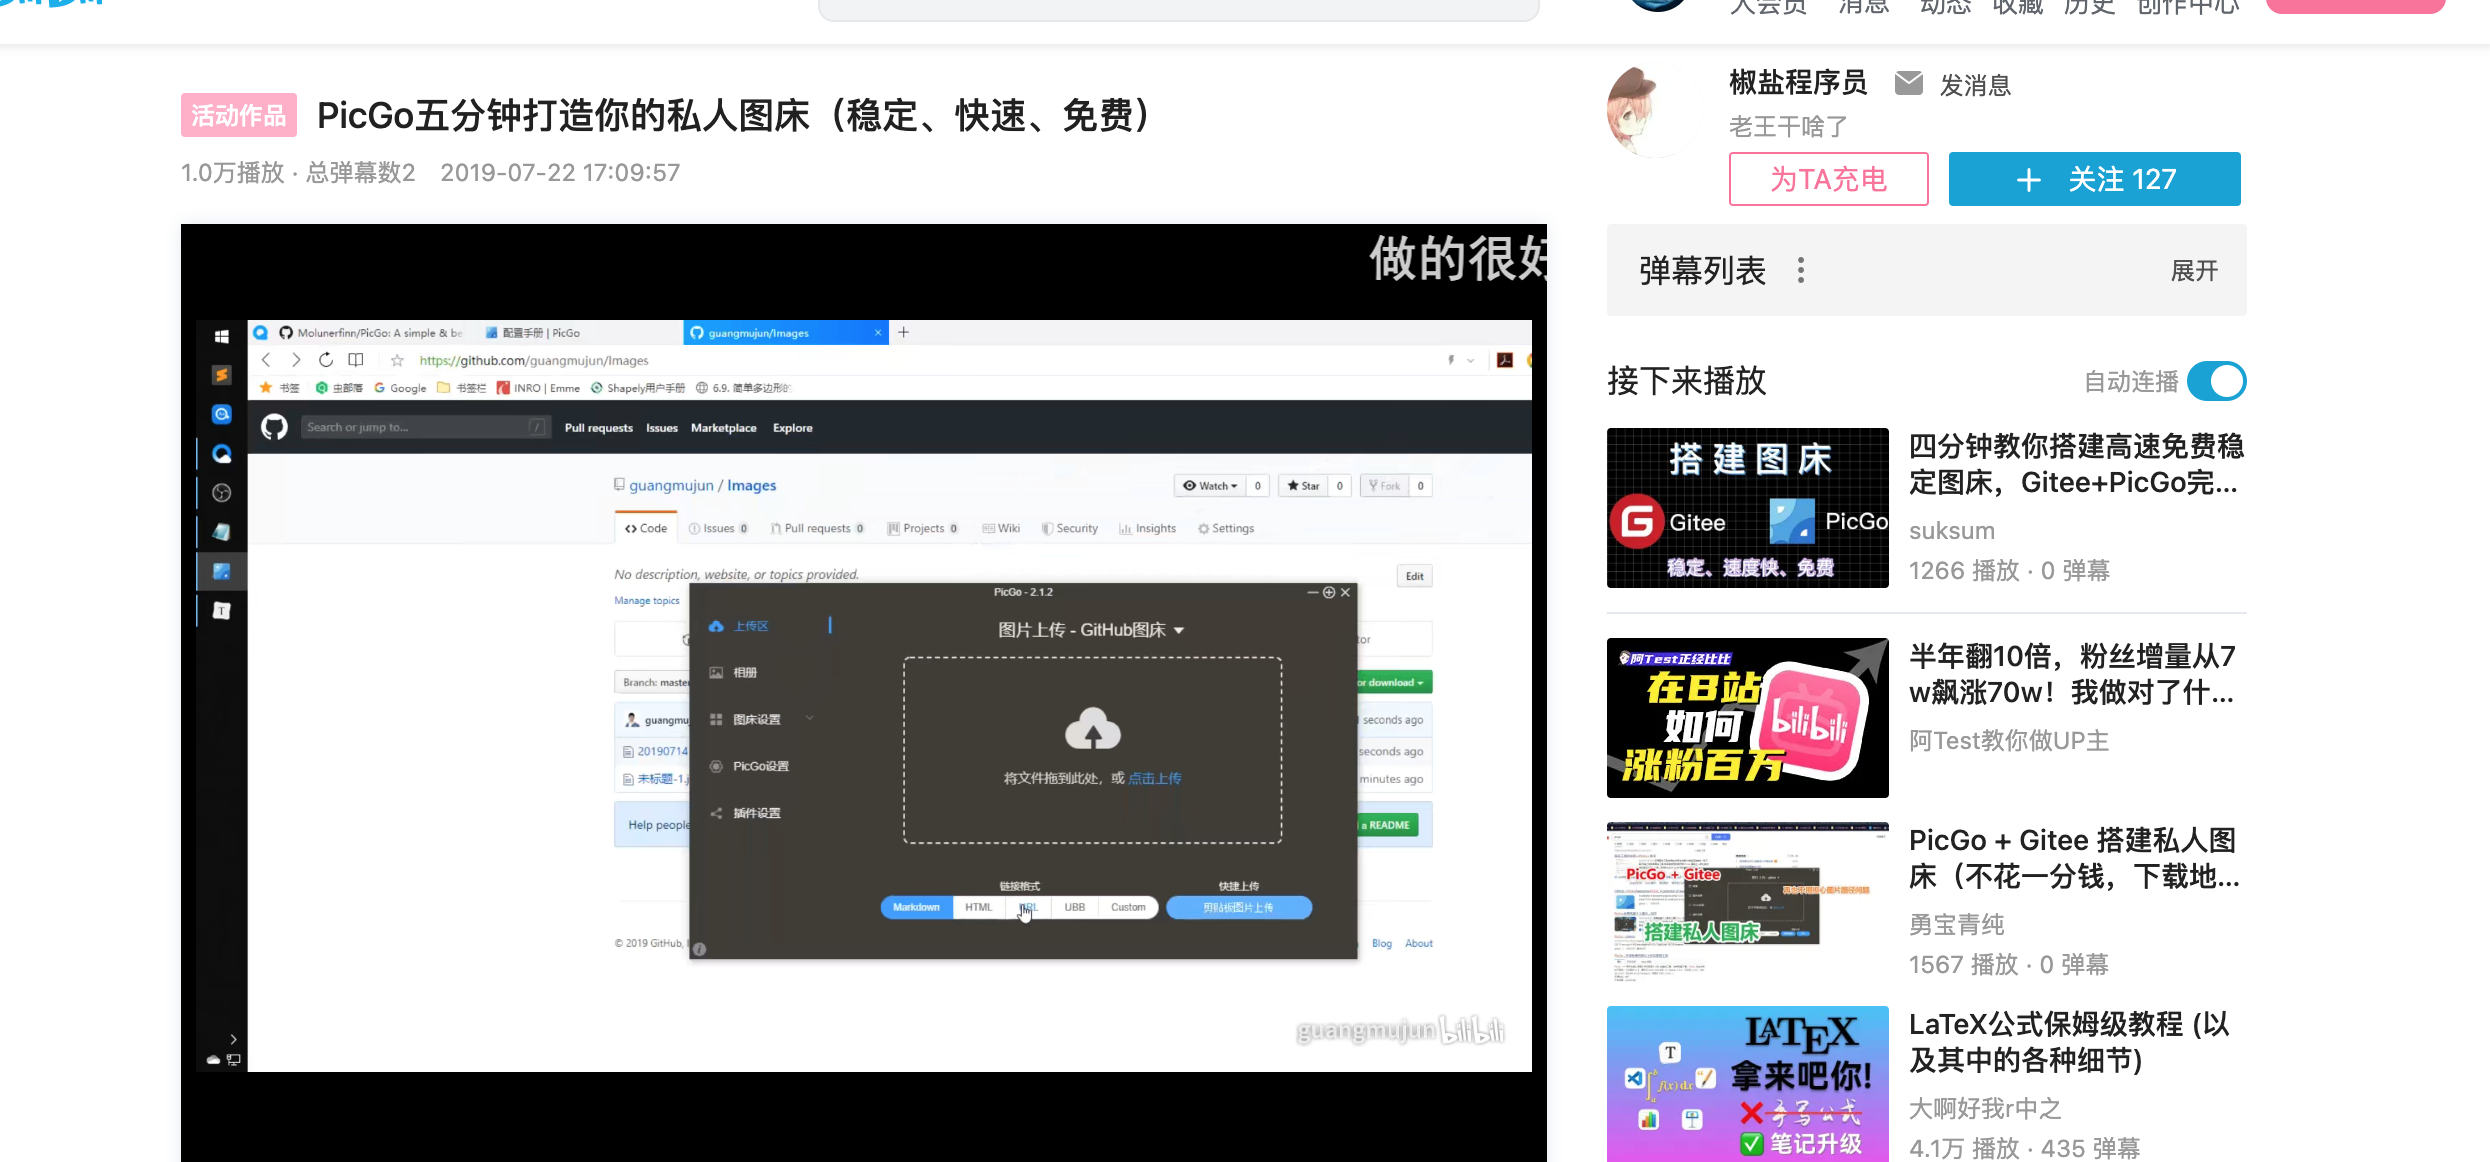 大会员 消息 动态 收藏 历史 创作中心
活动作品 PicGo五分钟打造你的私人图床（稳定、快速、免费）
1.0万播放 · 总弹幕数2 2019-07-22 17:09:57
做的很好
Molunerfinn/PicGo: A simple & be 配置手册 | PicGo guangmujun/Images × +
https://github.com/guangmujun/Images
书签 虫部落 Google 书签栏 INRO | Emme Shapely用户手册 6.9. 简单多边形的
Search or jump to... / Pull requests Issues Marketplace Explore
guangmujun / Images Watch 0 Star 0 Fork 0
Code Issues 0 Pull requests 0 Projects 0 Wiki Security Insights Settings
No description, website, or topics provided. Edit
Manage topics
Branch: maste or download
guangmu seconds ago
20190714 seconds ago
未标题-1.j minutes ago
Help people a README
© 2019 GitHub, Blog About
PicGo - 2.1.2
上传区
相册
图床设置
PicGo设置
插件设置
图片上传 - GitHub图床
将文件拖到此处，或 点击上传
链接格式 快捷上传
Markdown HTML URL UBB Custom 剪贴板图片上传
guangmujun bilibili
椒盐程序员 发消息
老王干啥了
为TA充电 + 关注 127
弹幕列表 展开
接下来播放 自动连播
搭建图床
G Gitee PicGo
稳定、速度快、免费
四分钟教你搭建高速免费稳
定图床，Gitee+PicGo完...
suksum
1266 播放 · 0 弹幕
阿Test正经比比
在B站
如何
涨粉百万
bilibili
半年翻10倍，粉丝增量从7
w飙涨70w！我做对了什...
阿Test教你做UP主
PicGo + Gitee
搭建私人图床
PicGo + Gitee 搭建私人图
床（不花一分钱，下载地...
勇宝青纯
1567 播放 · 0 弹幕
LATEX
拿来吧你!
手写公式
笔记升级
T
f(x)dx
LaTeX公式保姆级教程 (以
及其中的各种细节)
大啊好我r中之
4.1万 播放 · 435 弹幕